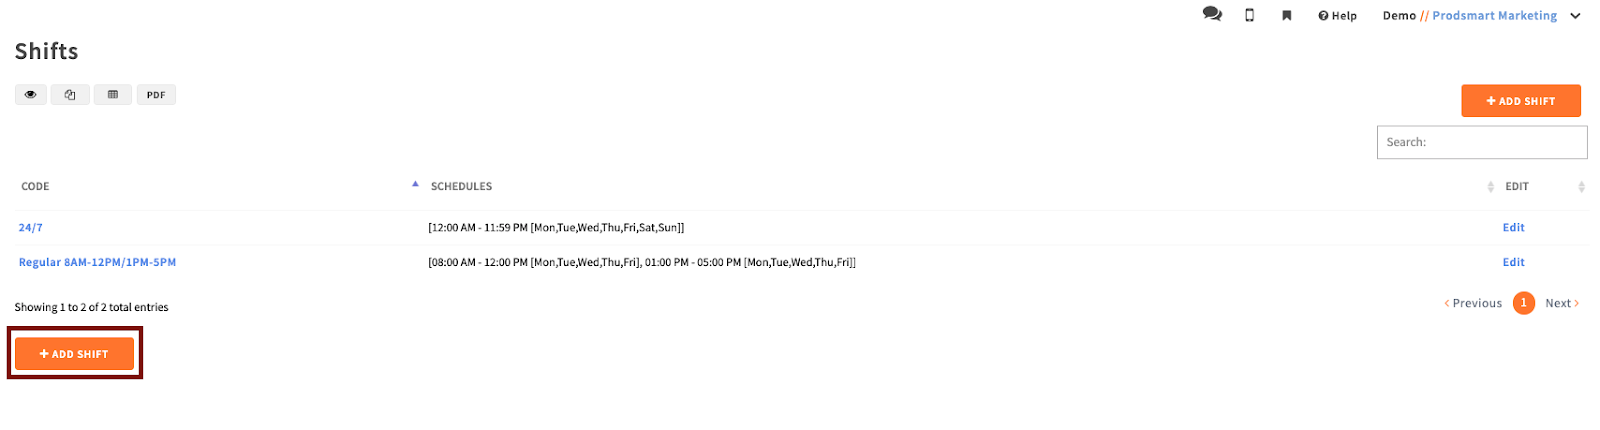 Help Demo // Prodsmart Marketing
Shifts
PDF
ADD SHIFT
Search:
CODE SCHEDULES EDIT
24/7 [12:00 AM - 11:59 PM [Mon,Tue,Wed,Thu,Fri,Sat,Sun]] Edit
Regular 8AM-12PM/1PM-5PM [08:00 AM - 12:00 PM [Mon,Tue,Wed,Thu,Fri], 01:00 PM - 05:00 PM [Mon,Tue,Wed,Thu,Fri]] Edit
Showing 1 to 2 of 2 total entries
Previous 1 Next
ADD SHIFT